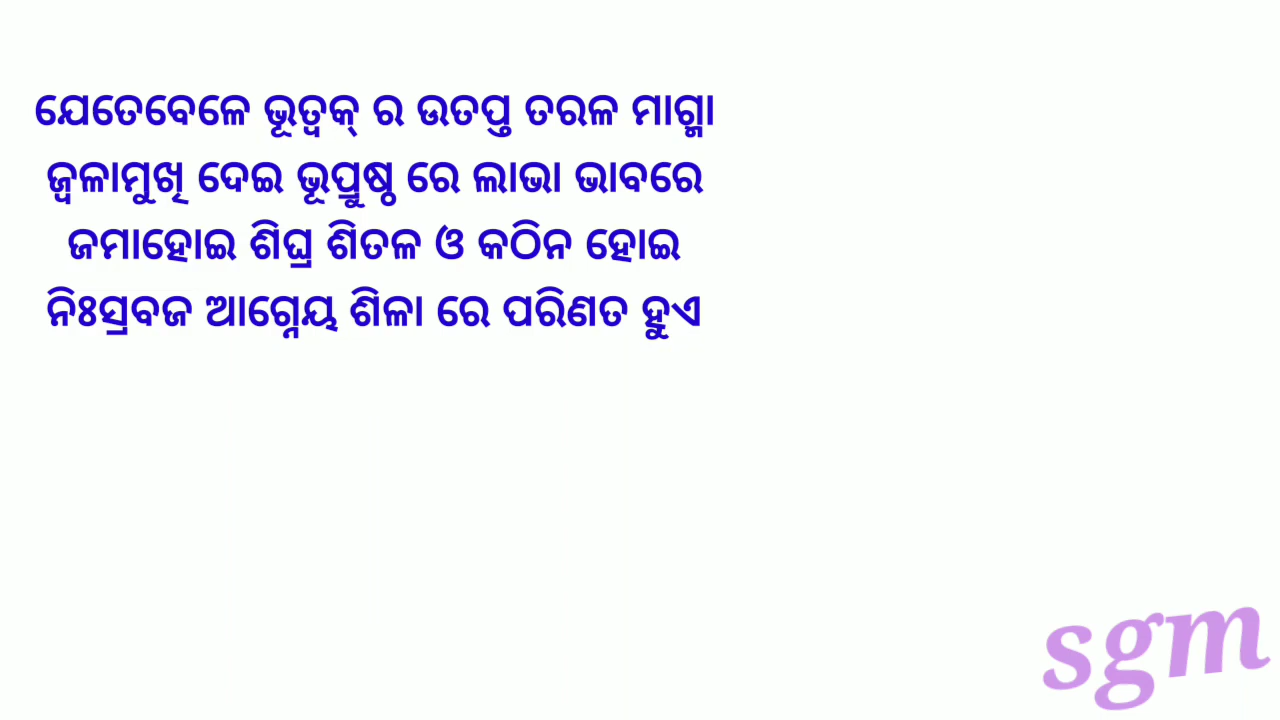 ଯେତେବେଳେ ଭୂତ୍ୱକ୍ ର ଉତପ୍ତ ତରଳ ମାଗ୍ମା
ଜ୍ୱଳାମୁଖି ଦେଇ ଭୂପ୍ରୁଷ୍ଠ ରେ ଲାଭା ଭାବରେ
ଜମାହୋଇ ଶିଘ୍ର ଶିତଳ ଓ କଠିନ ହୋଇ
ନିଃସ୍ରବଜ ଆଗ୍ନେୟ ଶିଳା ରେ ପରିଣତ ହୁଏ
sgm